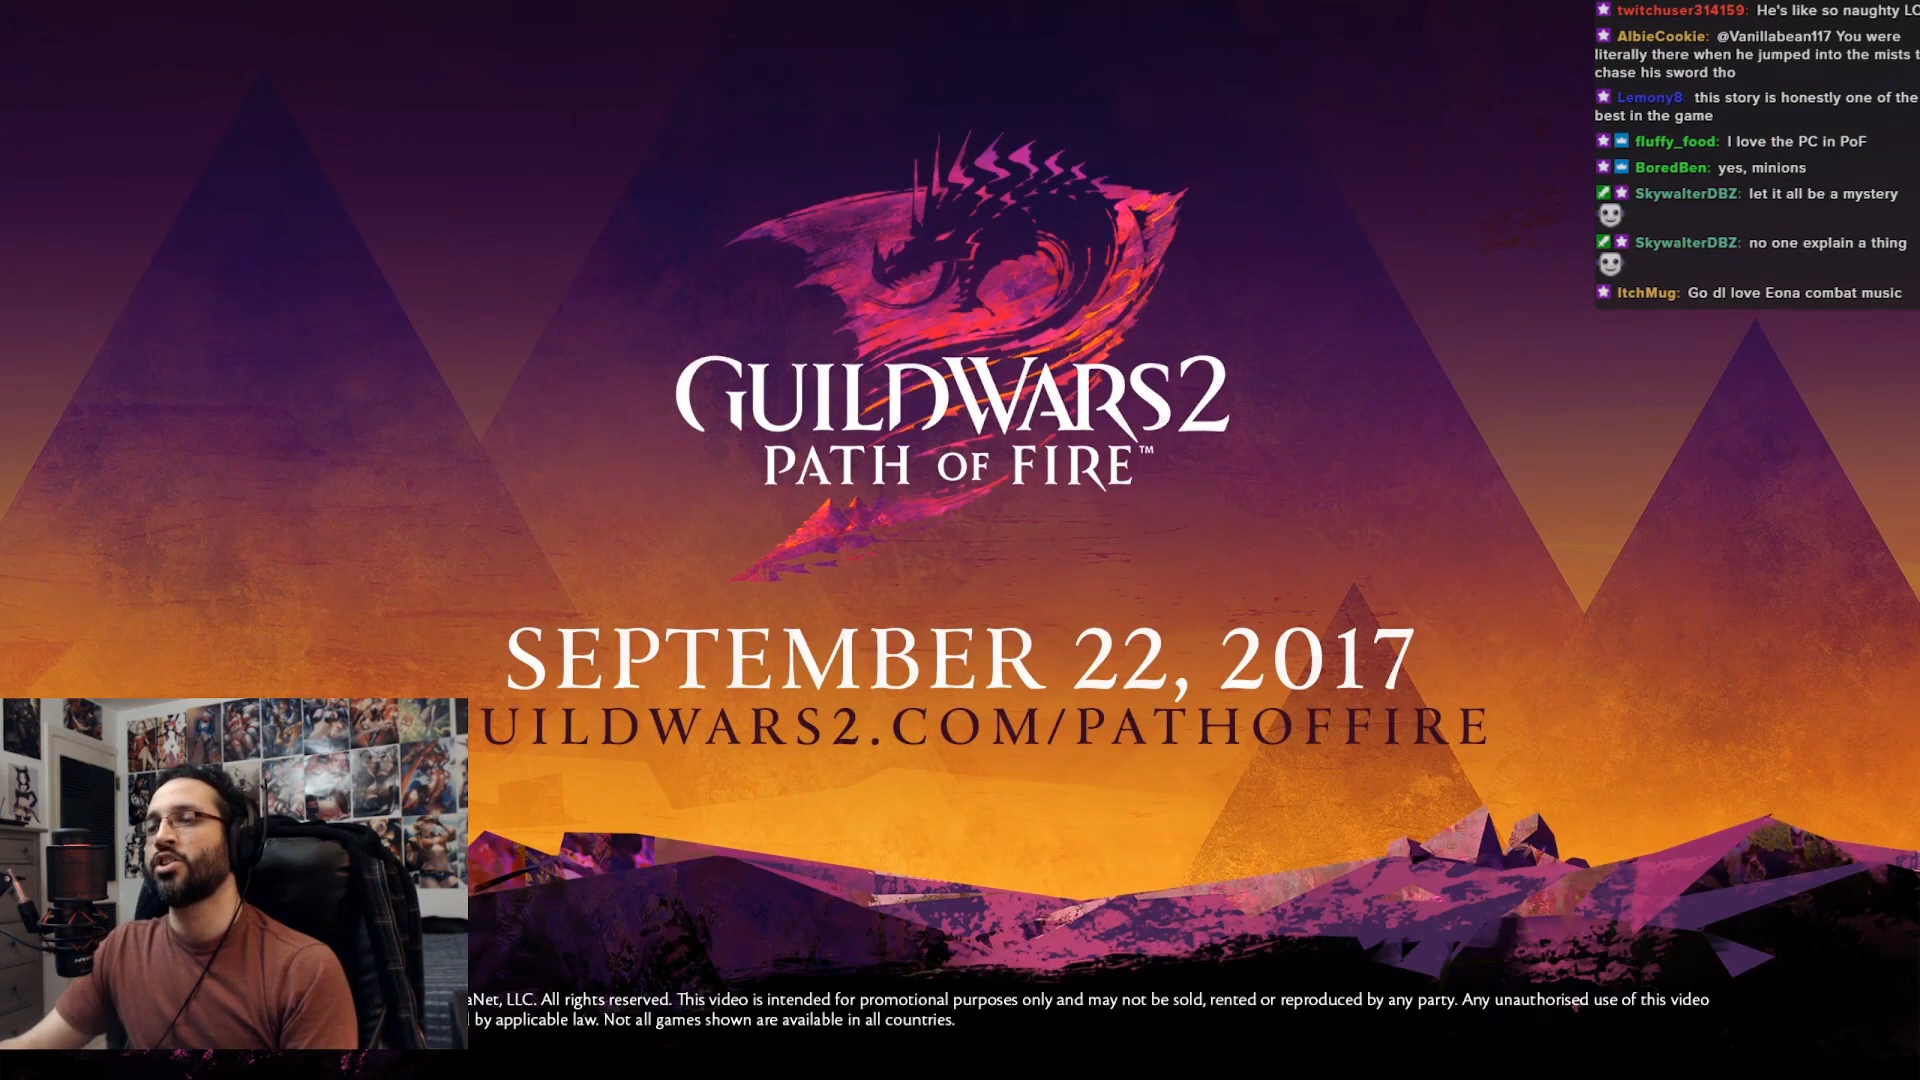 twitchuser314159: He's like so naughty LO
AlbieCookie: @Vanillabean117 You were
literally there when he jumped into the mists t
chase his sword tho
Lemony8: this story is honestly one of the
best in the game
fluffy_food: I love the PC in PoF
BoredBen: yes, minions
SkywalterDBZ: let it all be a mystery
SkywalterDBZ: no one explain a thing
ItchMug: Go dI love Eona combat music
GUILDWARS2
PATH OF FIRE™
SEPTEMBER 22, 2017
UILDWARS2.COM/PATHOFFIRE
aNet, LLC. All rights reserved. This video is intended for promotional purposes only and may not be sold, rented or reproduced by any party. Any unauthorised use of this video
by applicable law. Not all games shown are available in all countries.